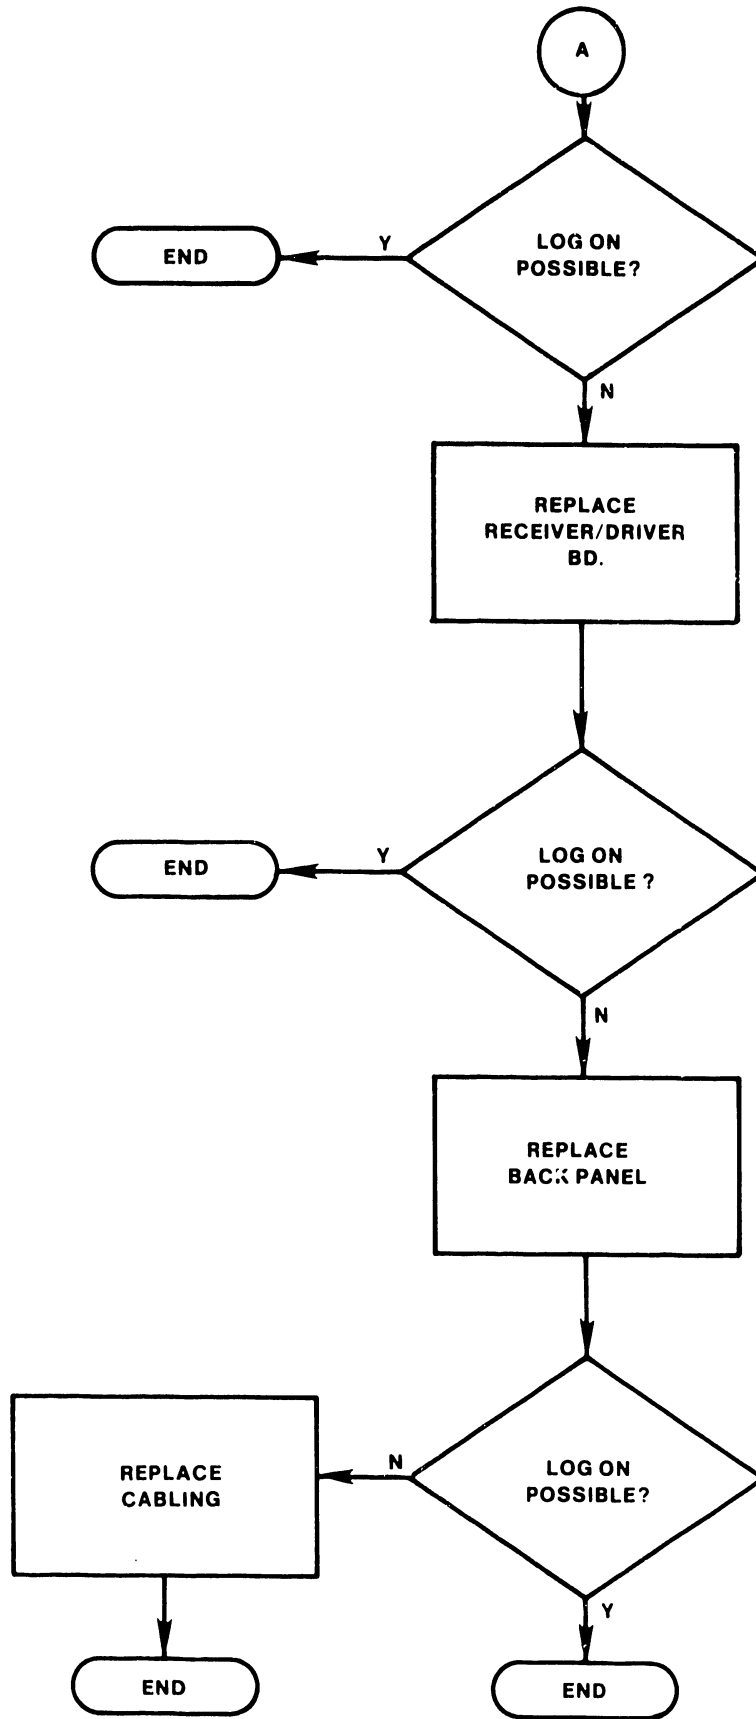 A
LOG ON
POSSIBLE?
Y
END
N
REPLACE
RECEIVER/DRIVER
BD.
LOG ON
POSSIBLE ?
Y
END
N
REPLACE
BACK PANEL
LOG ON
POSSIBLE?
N
REPLACE
CABLING
Y
END
END